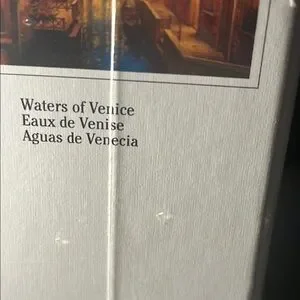 Waters of Venice
Eaux de Venise
Aguas de Venecia